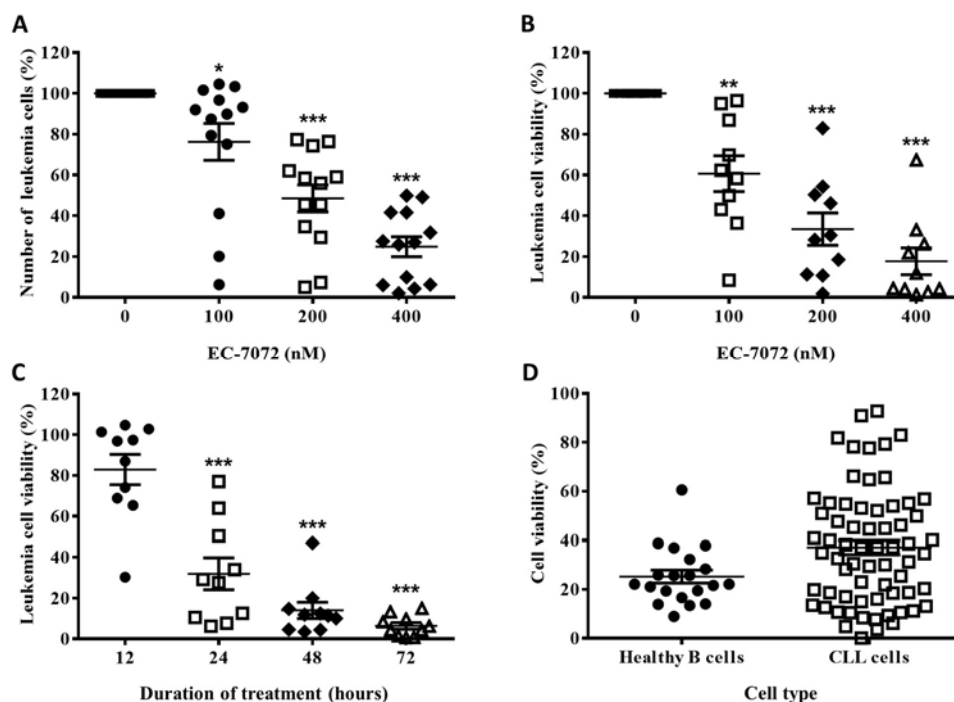 A
Number of leukemia cells (%)
120
100
80
60
40
20
0
*
***
***
0 100 200 400
EC-7072 (nM)
B
Leukemia cell viability (%)
120
100
80
60
40
20
0
**
***
***
0 100 200 400
EC-7072 (nM)
C
Leukemia cell viability (%)
120
100
80
60
40
20
0
***
***
***
12 24 48 72
Duration of treatment (hours)
D
Cell viability (%)
100
80
60
40
20
0
Healthy B cells CLL cells
Cell type